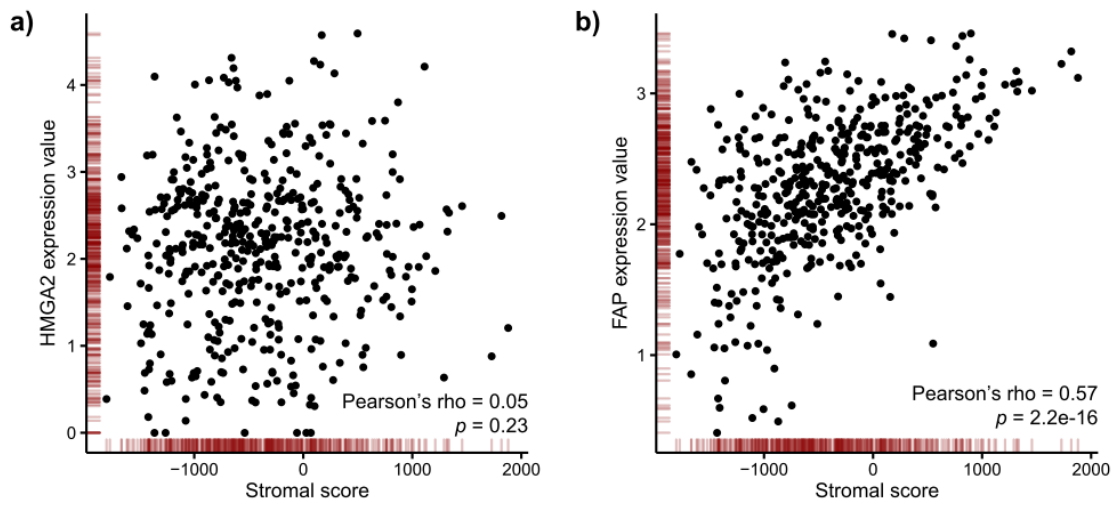 a)
HMGA2 expression value
4
3
2
1
0
Pearson's rho = 0.05
p = 0.23
−1000
0
1000
2000
Stromal score
b)
FAP expression value
3
2
1
Pearson's rho = 0.57
p = 2.2e-16
−1000
0
1000
2000
Stromal score